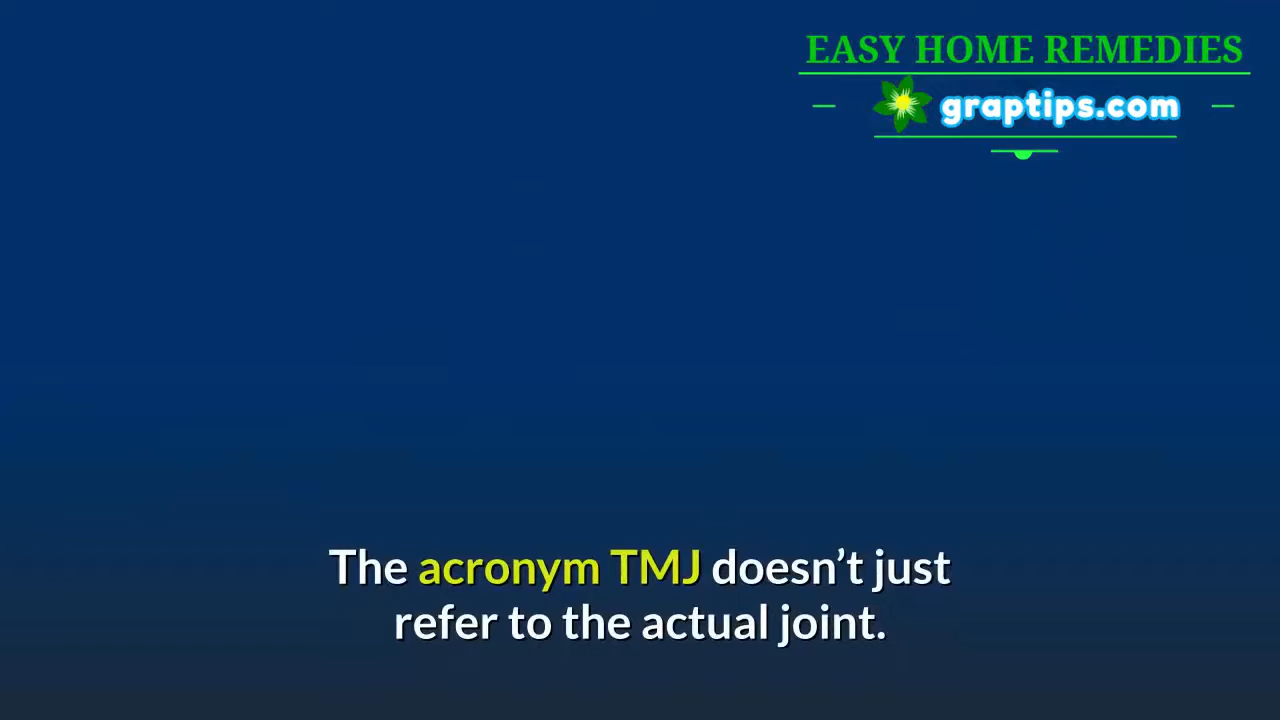 EASY HOME REMEDIES
graptips.com
The acronym TMJ doesn’t just
refer to the actual joint.